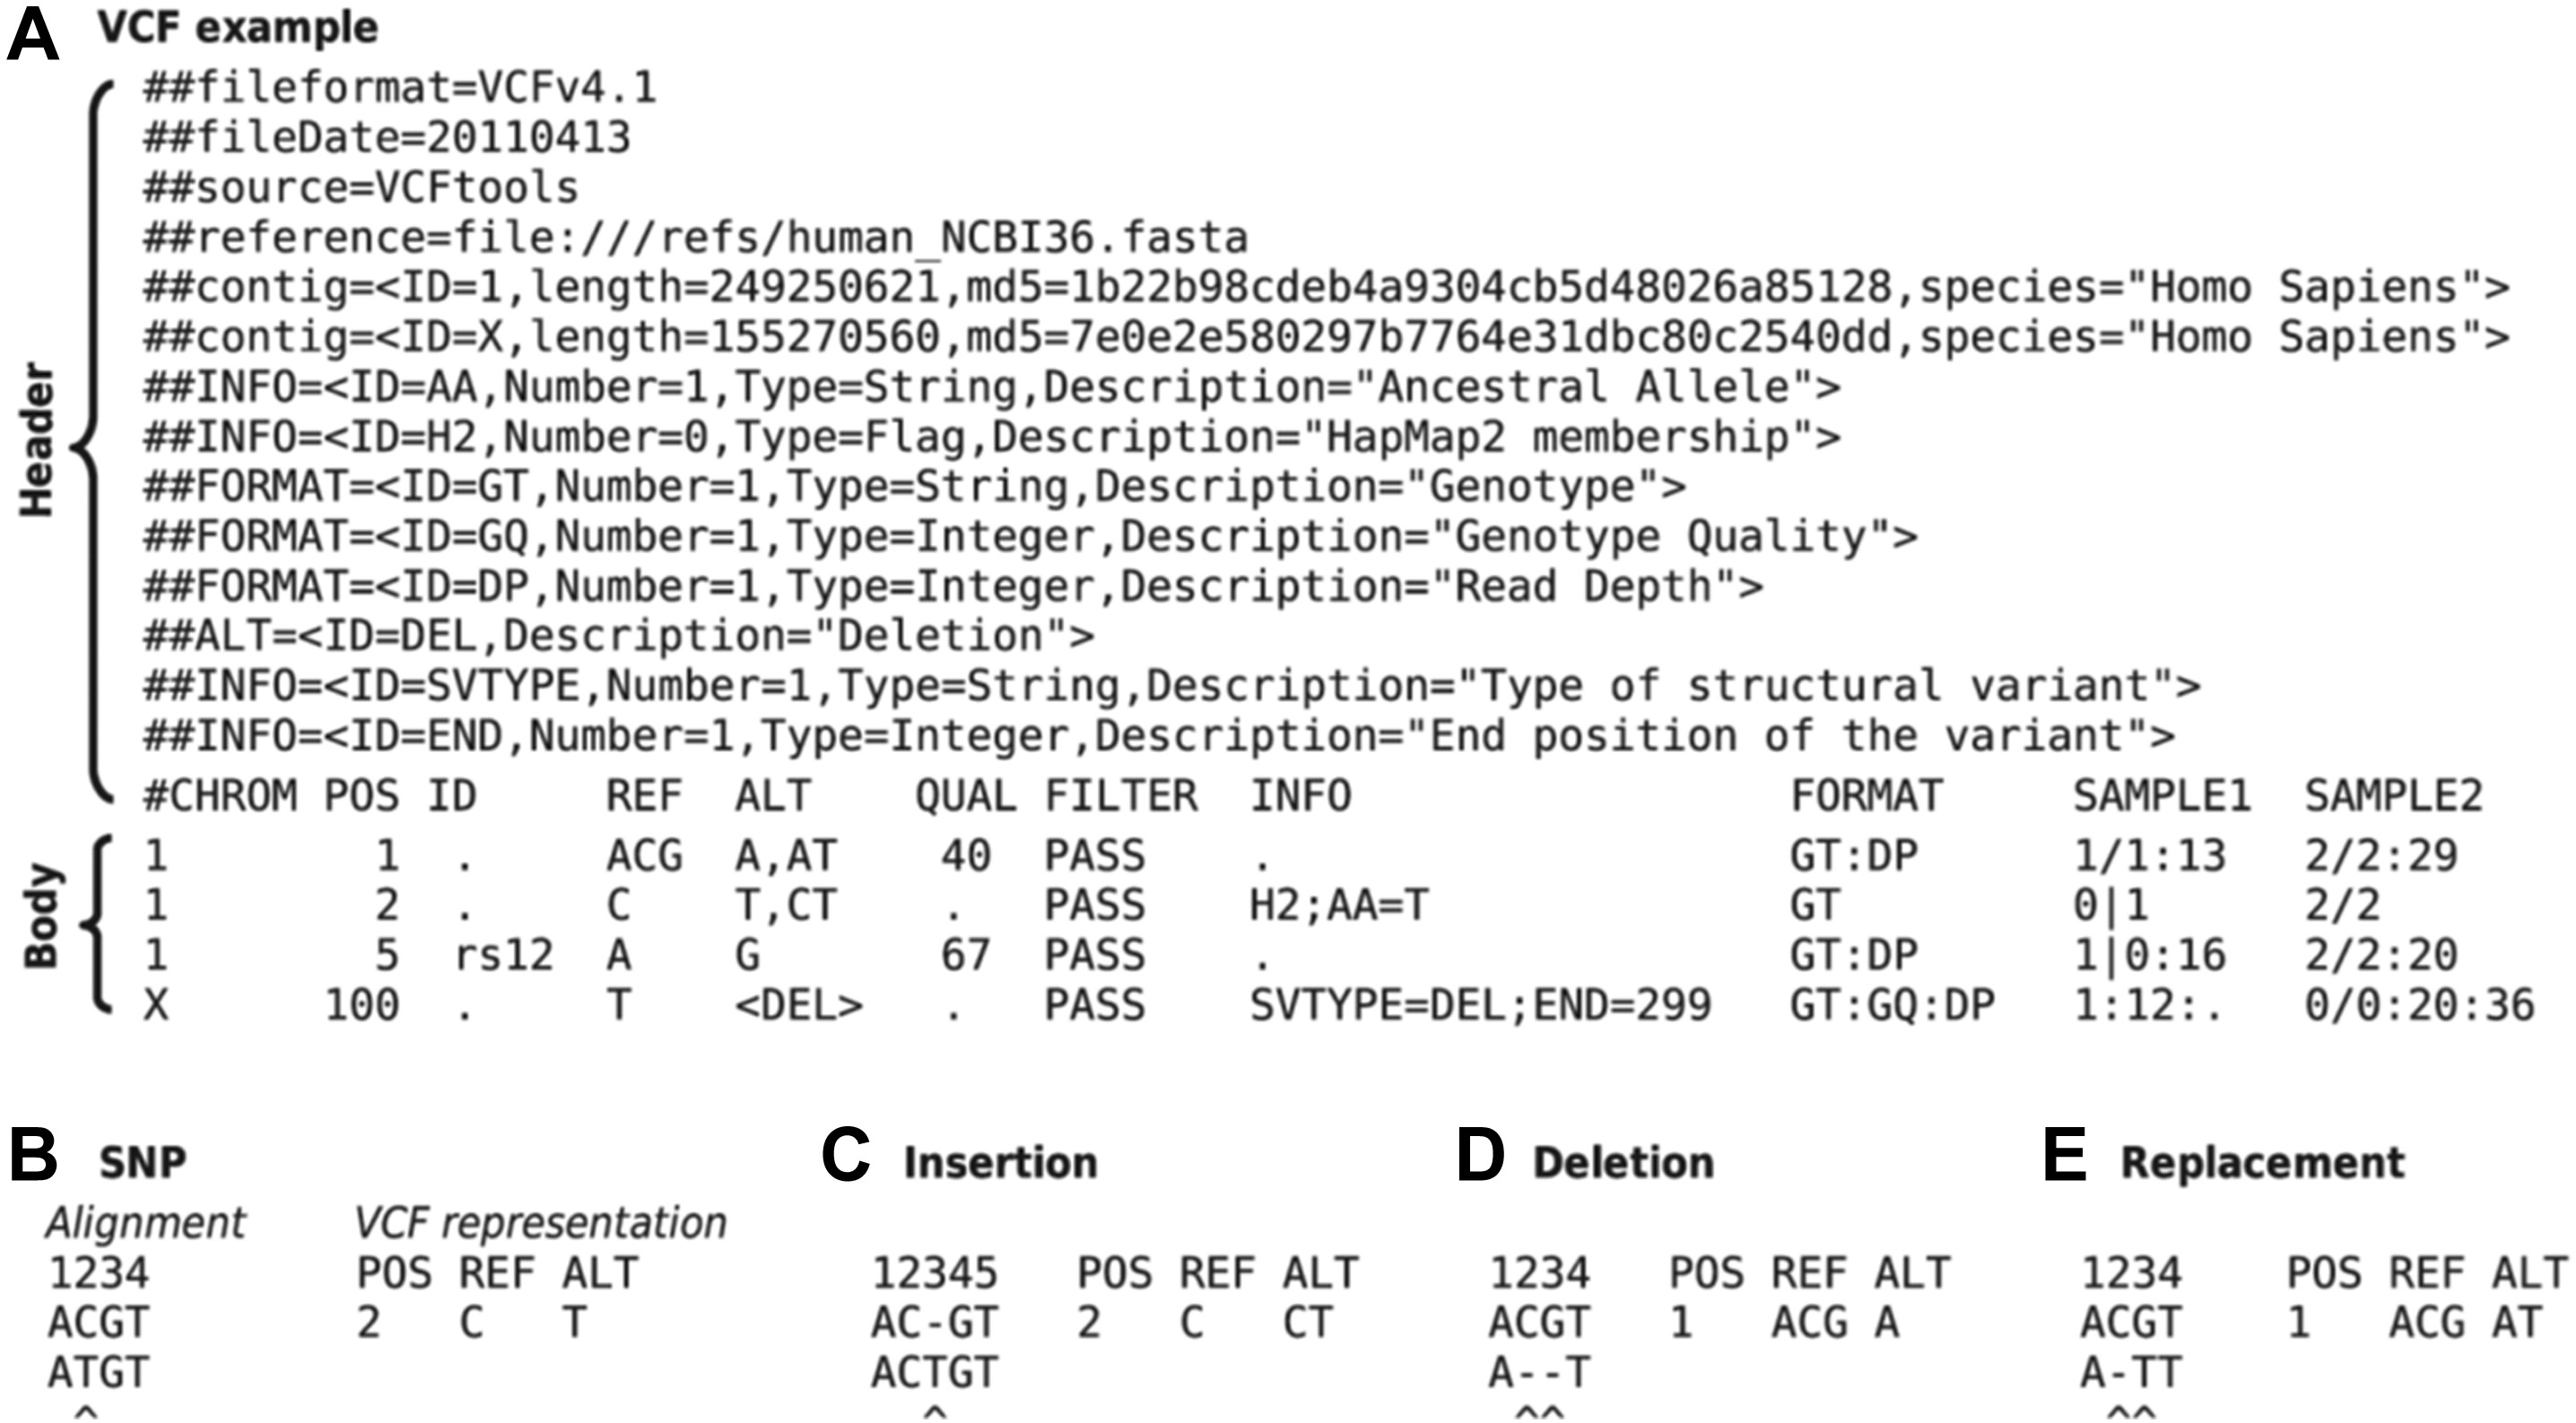 A VCF example
##fileformat=VCFv4.1
##fileDate=20110413
##source=VCFtools
##reference=file:///refs/human_NCBI36.fasta
##contig=<ID=1,length=249250621,md5=1b22b98cdeb4a9304cb5d48026a85128,species="Homo Sapiens">
##contig=<ID=X,length=155270560,md5=7e0e2e580297b7764e31dbc80c2540dd,species="Homo Sapiens">
##INFO=<ID=AA,Number=1,Type=String,Description="Ancestral Allele">
##INFO=<ID=H2,Number=0,Type=Flag,Description="HapMap2 membership">
##FORMAT=<ID=GT,Number=1,Type=String,Description="Genotype">
##FORMAT=<ID=GQ,Number=1,Type=Integer,Description="Genotype Quality">
##FORMAT=<ID=DP,Number=1,Type=Integer,Description="Read Depth">
##ALT=<ID=DEL,Description="Deletion">
##INFO=<ID=SVTYPE,Number=1,Type=String,Description="Type of structural variant">
##INFO=<ID=END,Number=1,Type=Integer,Description="End position of the variant">
#CHROM POS ID REF ALT QUAL FILTER INFO FORMAT SAMPLE1 SAMPLE2
Header
1 1 . ACG A,AT 40 PASS . GT:DP 1/1:13 2/2:29
1 2 . C T,CT . PASS H2;AA=T GT 0|1 2/2
1 5 rs12 A G 67 PASS . GT:DP 1|0:16 2/2:20
X 100 . T <DEL> . PASS SVTYPE=DEL;END=299 GT:GQ:DP 1:12:. 0/0:20:36
Body
B SNP
Alignment VCF representation
1234 POS REF ALT
ACGT 2 C T
ATGT
^
C Insertion
12345 POS REF ALT
AC-GT 2 C CT
ACTGT
^
D Deletion
1234 POS REF ALT
ACGT 1 ACG A
A--T
^^
E Replacement
1234 POS REF ALT
ACGT 1 ACG AT
A-TT
^^